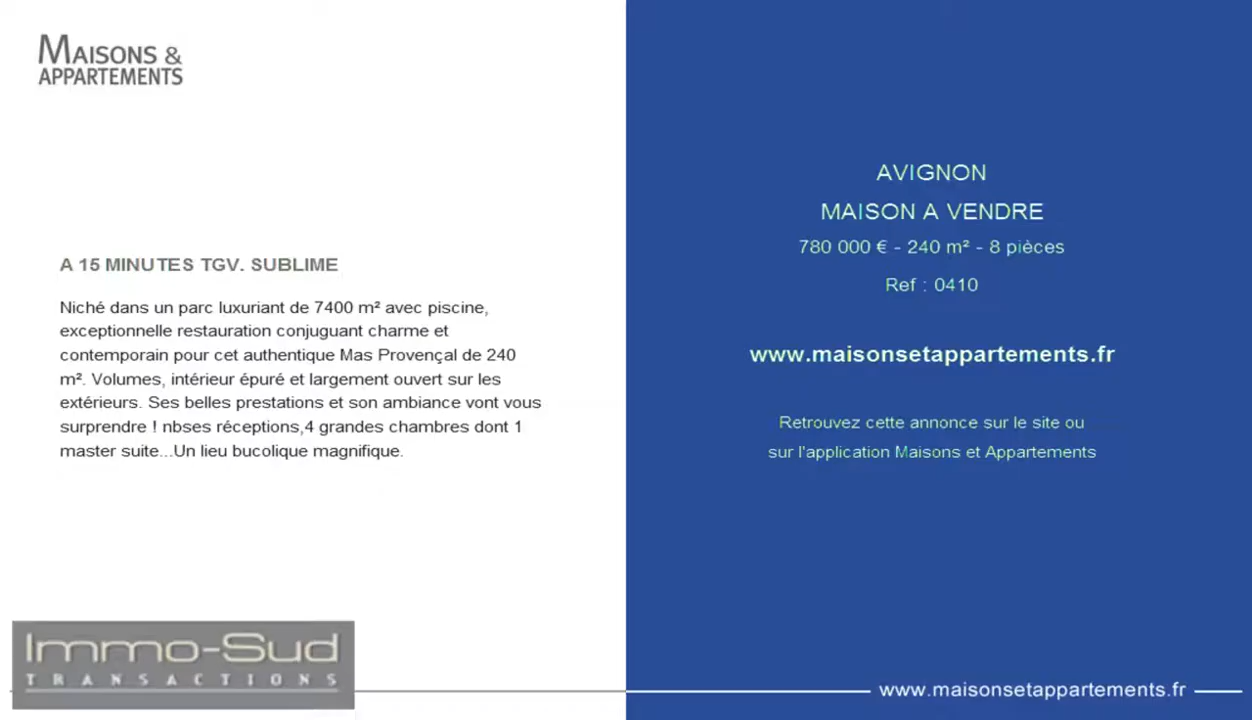 MAISONS &
APPARTEMENTS
A 15 MINUTES TGV. SUBLIME
Niché dans un parc luxuriant de 7400 m² avec piscine,
exceptionnelle restauration conjuguant charme et
contemporain pour cet authentique Mas Provençal de 240
m². Volumes, intérieur épuré et largement ouvert sur les
extérieurs. Ses belles prestations et son ambiance vont vous
surprendre ! nbses réceptions,4 grandes chambres dont 1
master suite...Un lieu bucolique magnifique.
Immo-Sud
TRANSACTIONS
AVIGNON
MAISON A VENDRE
780 000 € - 240 m² - 8 pièces
Ref : 0410
www.maisonsetappartements.fr
Retrouvez cette annonce sur le site ou
sur l'application Maisons et Appartements
www.maisonsetappartements.fr